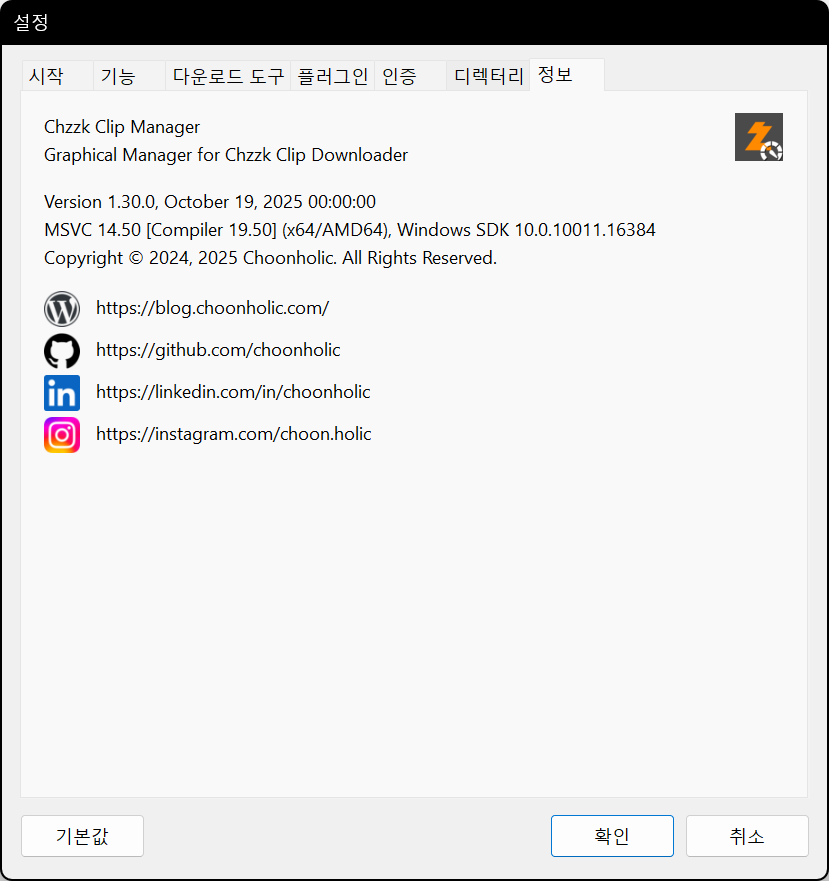 설정
시작 기능 다운로드 도구 플러그인 인증 디렉터리 정보
Chzzk Clip Manager
Graphical Manager for Chzzk Clip Downloader
Version 1.30.0, October 19, 2025 00:00:00
MSVC 14.50 [Compiler 19.50] (x64/AMD64), Windows SDK 10.0.10011.16384
Copyright © 2024, 2025 Choonholic. All Rights Reserved.
https://blog.choonholic.com/
https://github.com/choonholic
https://linkedin.com/in/choonholic
https://instagram.com/choon.holic
기본값 확인 취소